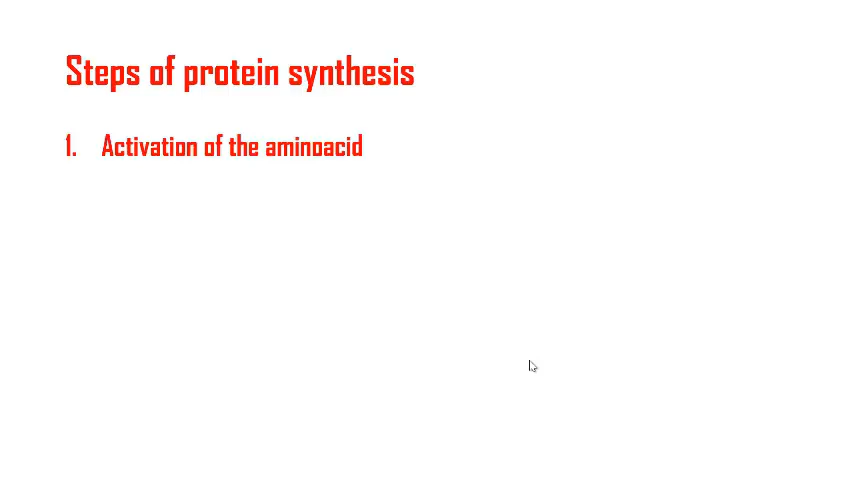 Steps of protein synthesis
1. Activation of the aminoacid